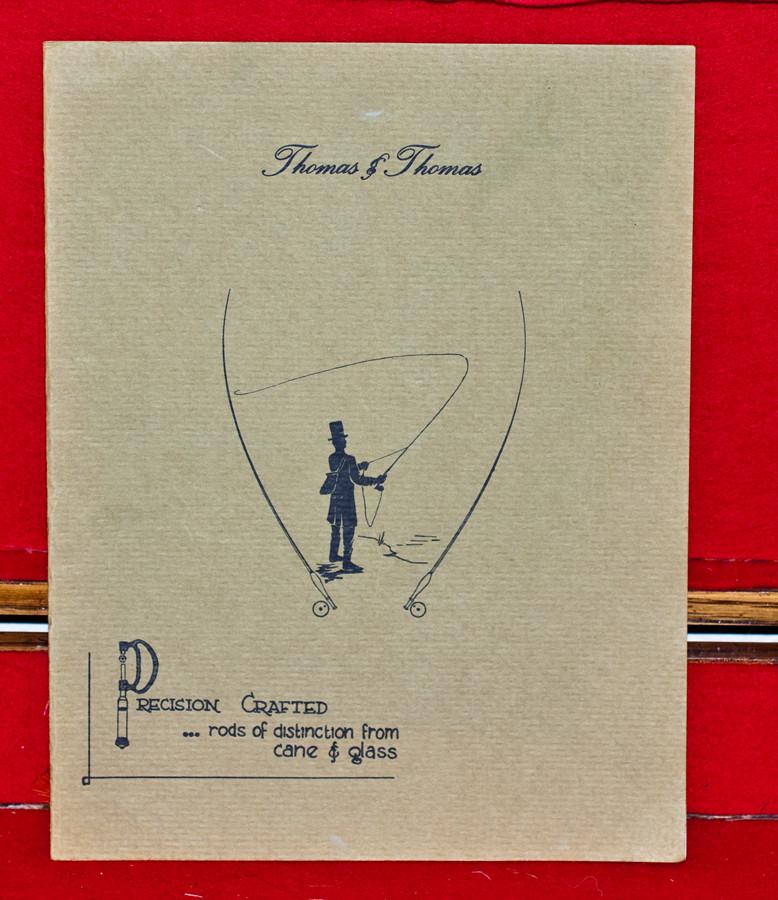 Thomas & Thomas
PRECISION CRAFTED
... rods of distinction from
cane & glass